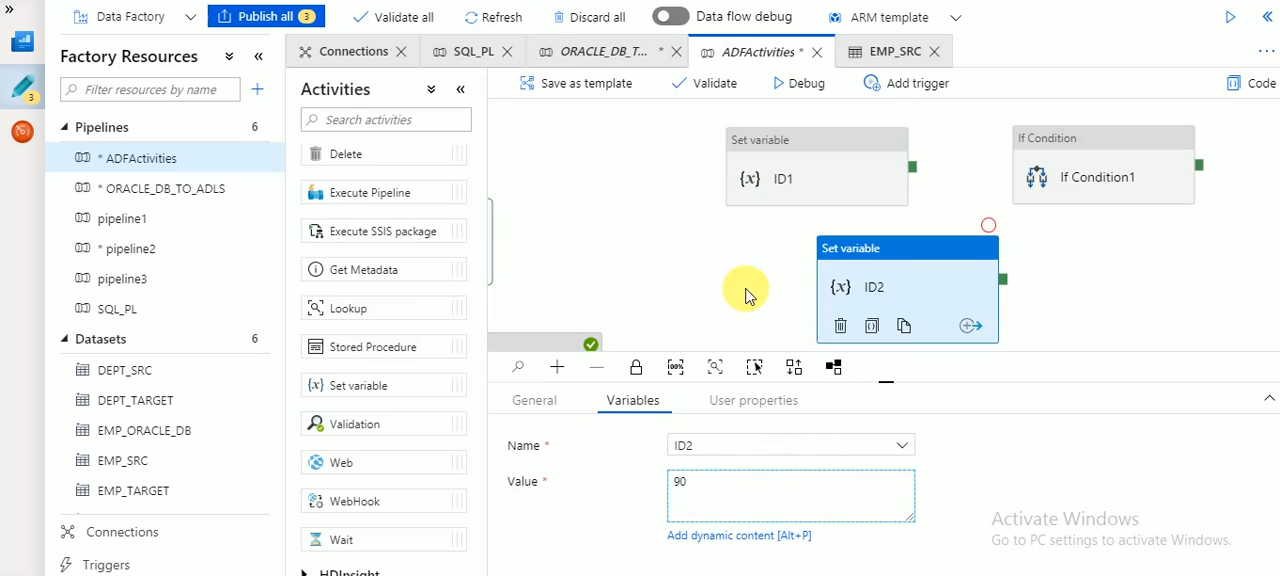 Data Factory
Publish all 3
Validate all
Refresh
Discard all
Data flow debug
ARM template
Factory Resources
Filter resources by name
Pipelines 6
* ADFActivities
* ORACLE_DB_TO_ADLS
pipeline1
* pipeline2
pipeline3
SQL_PL
Datasets 6
DEPT_SRC
DEPT_TARGET
EMP_ORACLE_DB
EMP_SRC
EMP_TARGET
Connections
Triggers
3
Connections
SQL_PL
ORACLE_DB_T... *
ADFActivities *
EMP_SRC
Activities
Search activities
Delete
Execute Pipeline
Execute SSIS package
Get Metadata
Lookup
Stored Procedure
Set variable
Validation
Web
WebHook
Wait
HDInsight
Save as template
Validate
Debug
Add trigger
Code
Set variable
ID1
If Condition
If Condition1
Set variable
ID2
100%
General
Variables
User properties
Name *
ID2
Value *
90
Add dynamic content [Alt+P]
Activate Windows
Go to PC settings to activate Windows.